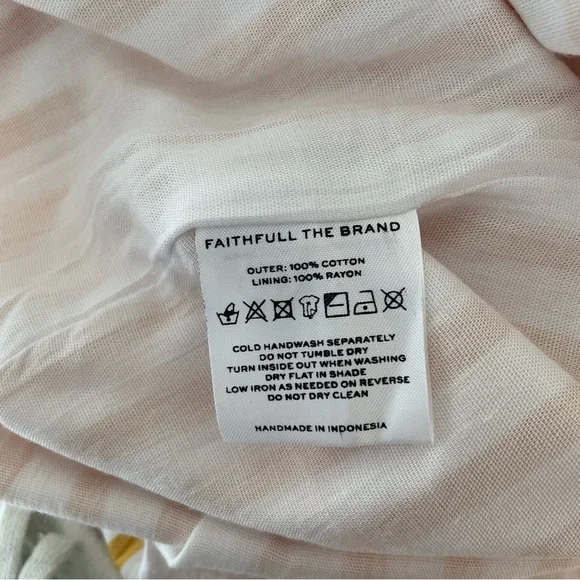 FAITHFULL THE BRAND
OUTER: 100% COTTON
LINING: 100% RAYON
COLD HANDWASH SEPARATELY
DO NOT TUMBLE DRY
TURN INSIDE OUT WHEN WASHING
DRY FLAT IN SHADE
LOW IRON AS NEEDED ON REVERSE
DO NOT DRY CLEAN
HANDMADE IN INDONESIA